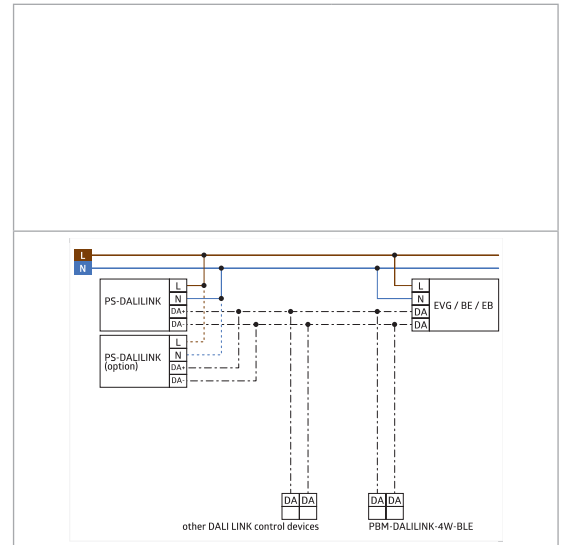 L
N
PS-DALILINK
L
N
DA+
DA-
L
N
DA
DA
EVG / BE / EB
PS-DALILINK
(option)
L
N
DA+
DA-
DA DA
DA DA
other DALI LINK control devices
PBM-DALILINK-4W-BLE